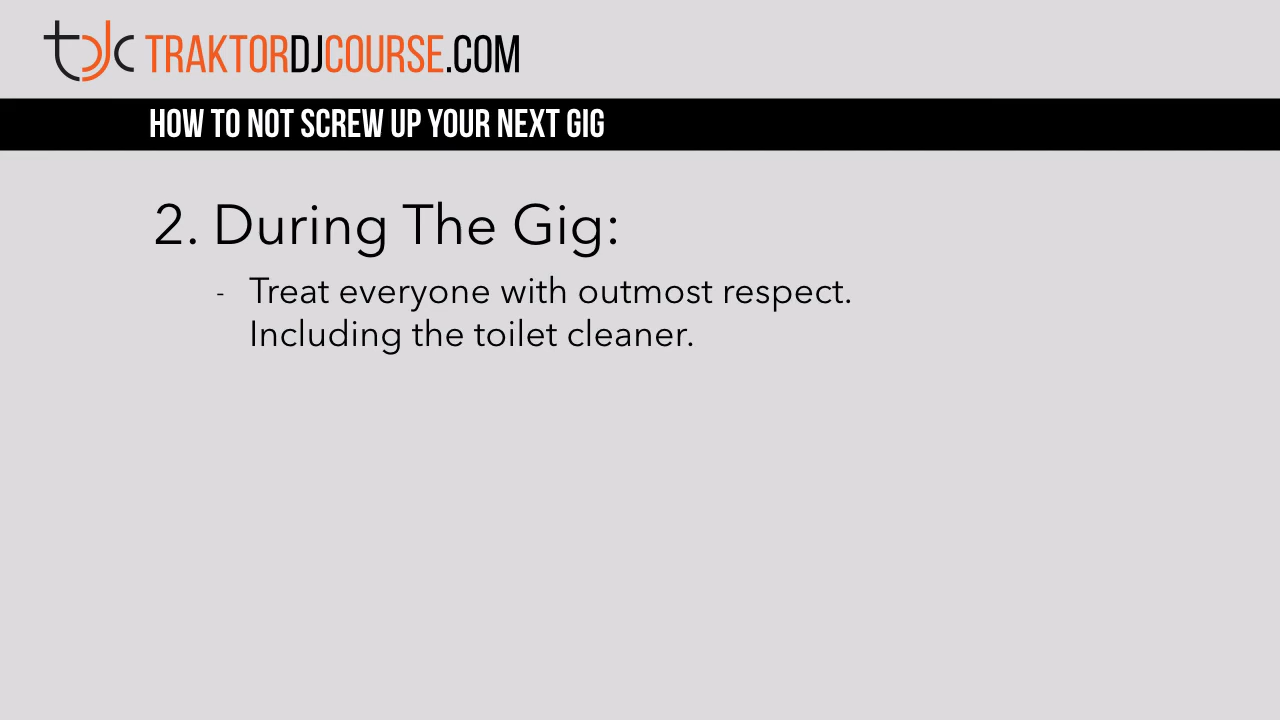 tdjc TRAKTORDJCOURSE.COM
HOW TO NOT SCREW UP YOUR NEXT GIG
2. During The Gig:
- Treat everyone with outmost respect.
Including the toilet cleaner.